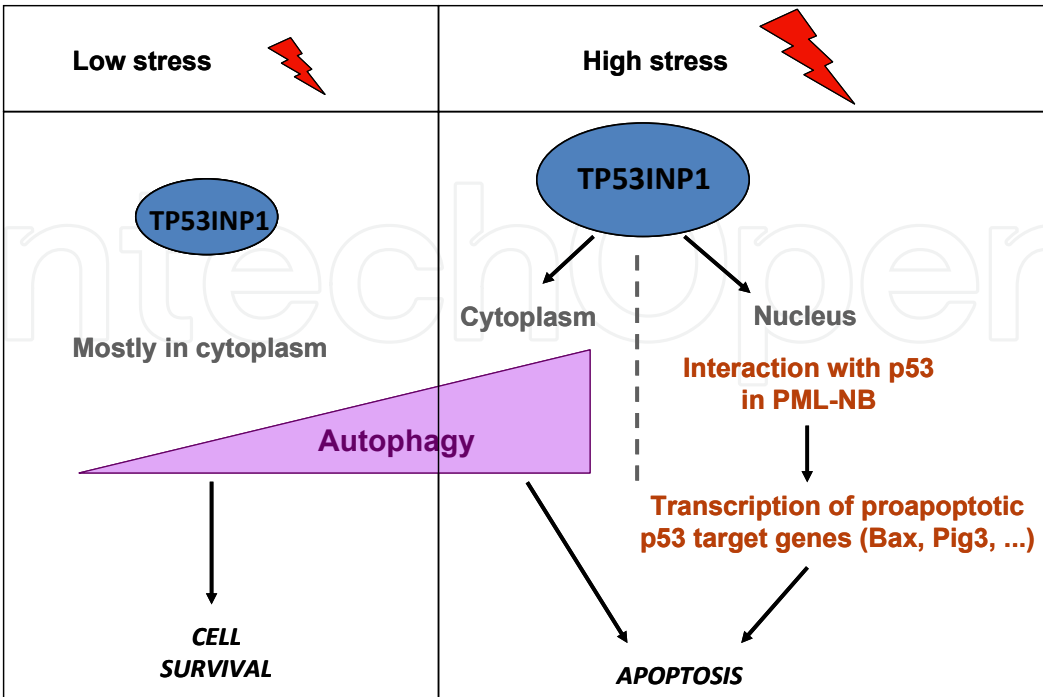 Low stress
High stress
TP53INP1
TP53INP1
Cytoplasm
Nucleus
Mostly in cytoplasm
Interaction with p53
in PML-NB
Autophagy
Transcription of proapoptotic
p53 target genes (Bax, Pig3, ...)
CELL
SURVIVAL
APOPTOSIS
ntechOpen